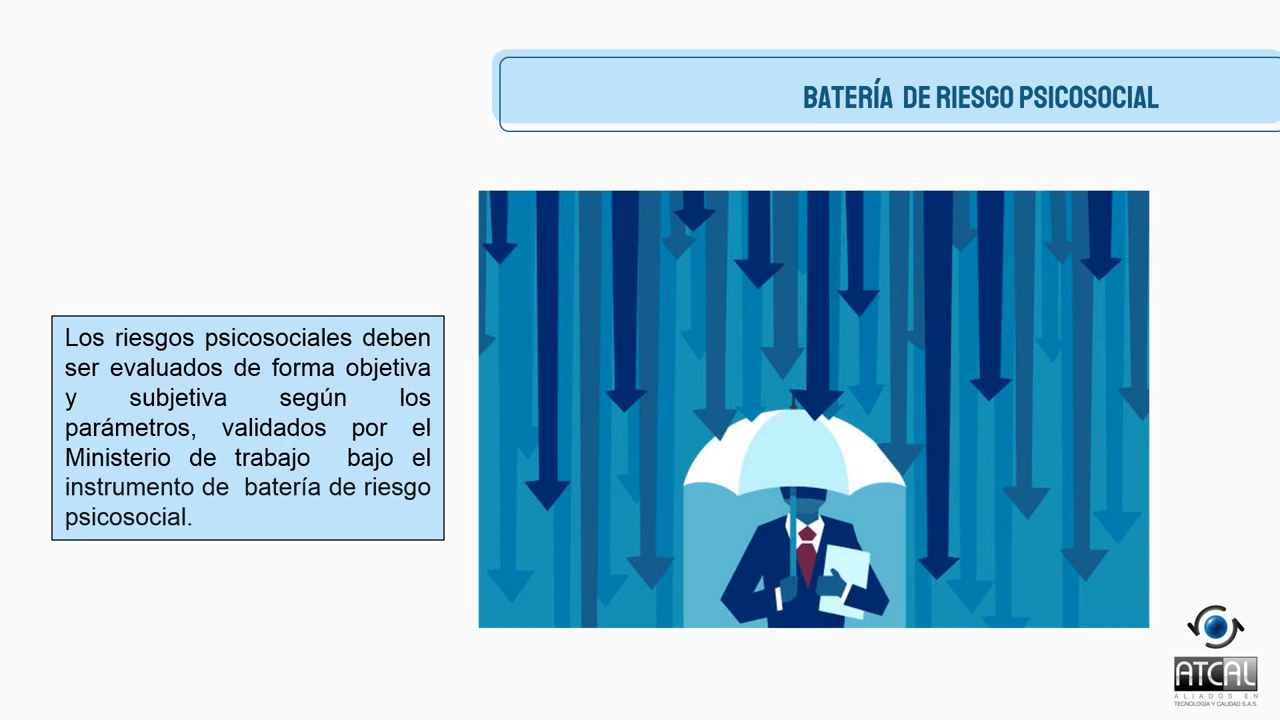 BATERÍA DE RIESGO PSICOSOCIAL
Los riesgos psicosociales deben
ser evaluados de forma objetiva
y subjetiva según los
parámetros, validados por el
Ministerio de trabajo bajo el
instrumento de batería de riesgo
psicosocial.
ATCAL
ALIADOS EN
TECNOLOGÍA Y CALIDAD S.A.S.